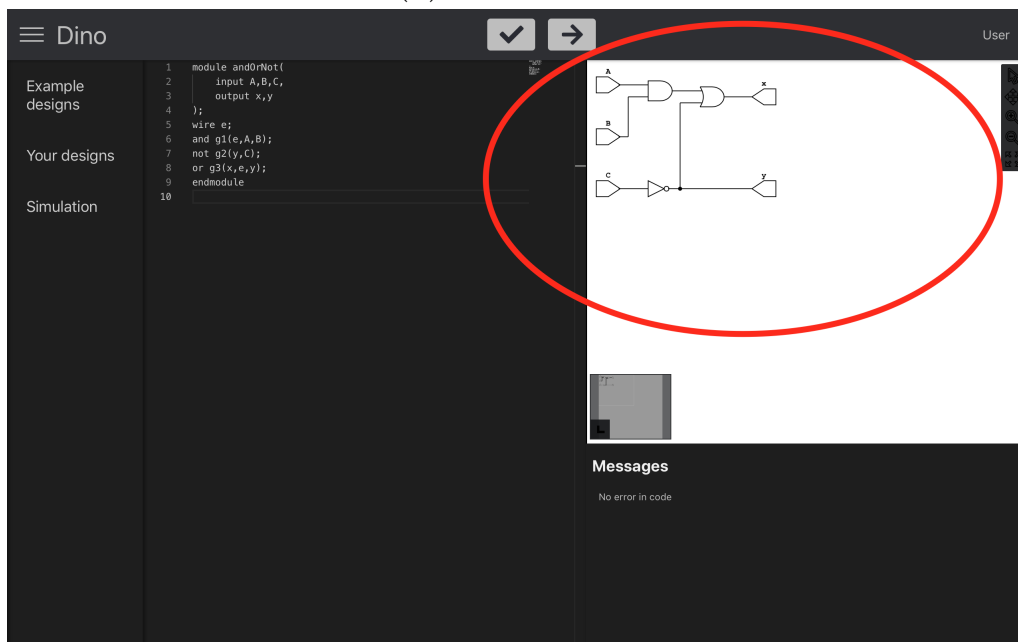 Dino
User
Example
designs
Your designs
Simulation
1 module andOrNot(
2 input A,B,C,
3 output x,y
4 );
5 wire e;
6 and g1(e,A,B);
7 not g2(y,C);
8 or g3(x,e,y);
9 endmodule
10
A
x
B
C
y
Messages
No error in code